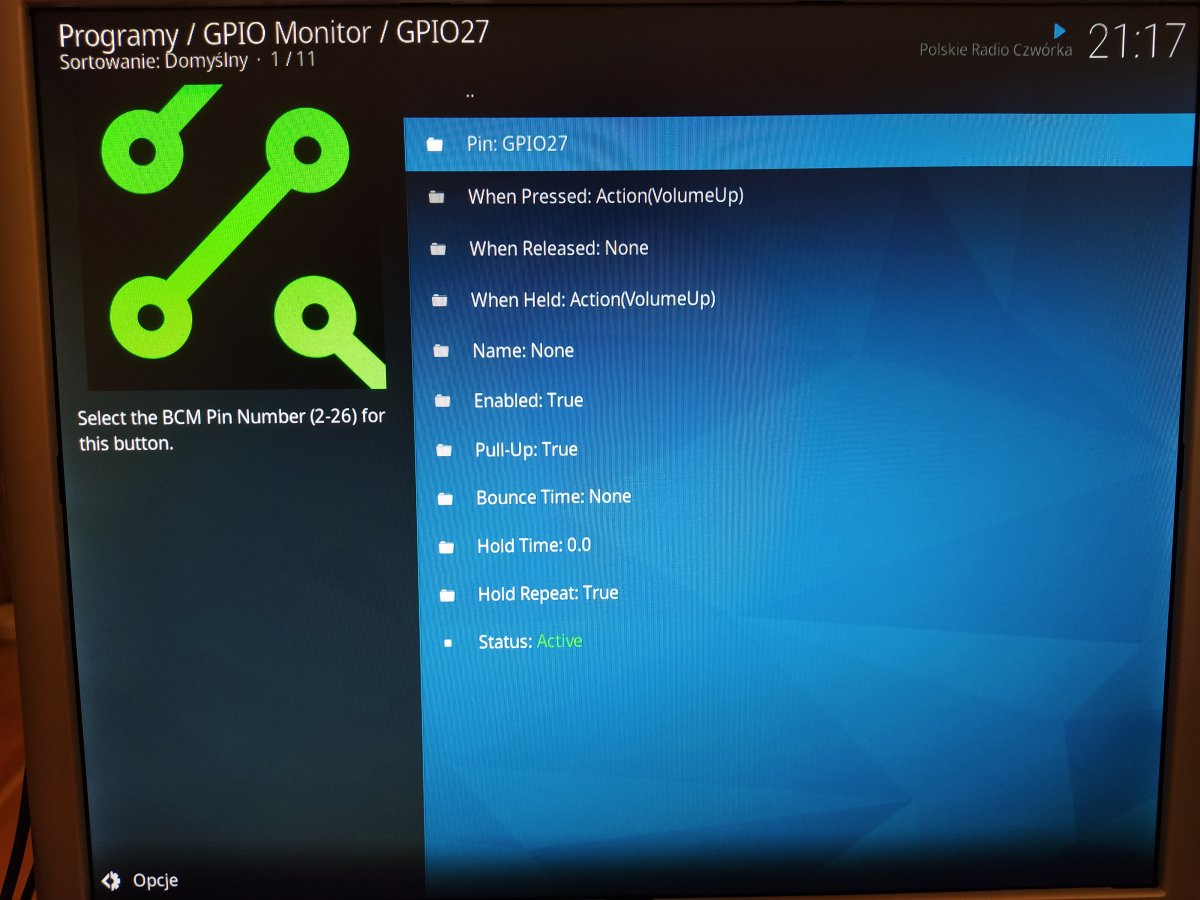 Programy / GPIO Monitor / GPIO27
Sortowanie: Domyślny · 1 / 11
Polskie Radio Czwórka
21:17
..
Pin: GPIO27
When Pressed: Action(VolumeUp)
When Released: None
When Held: Action(VolumeUp)
Name: None
Enabled: True
Pull-Up: True
Bounce Time: None
Hold Time: 0.0
Hold Repeat: True
Status: Active
Select the BCM Pin Number (2-26) for
this button.
Opcje